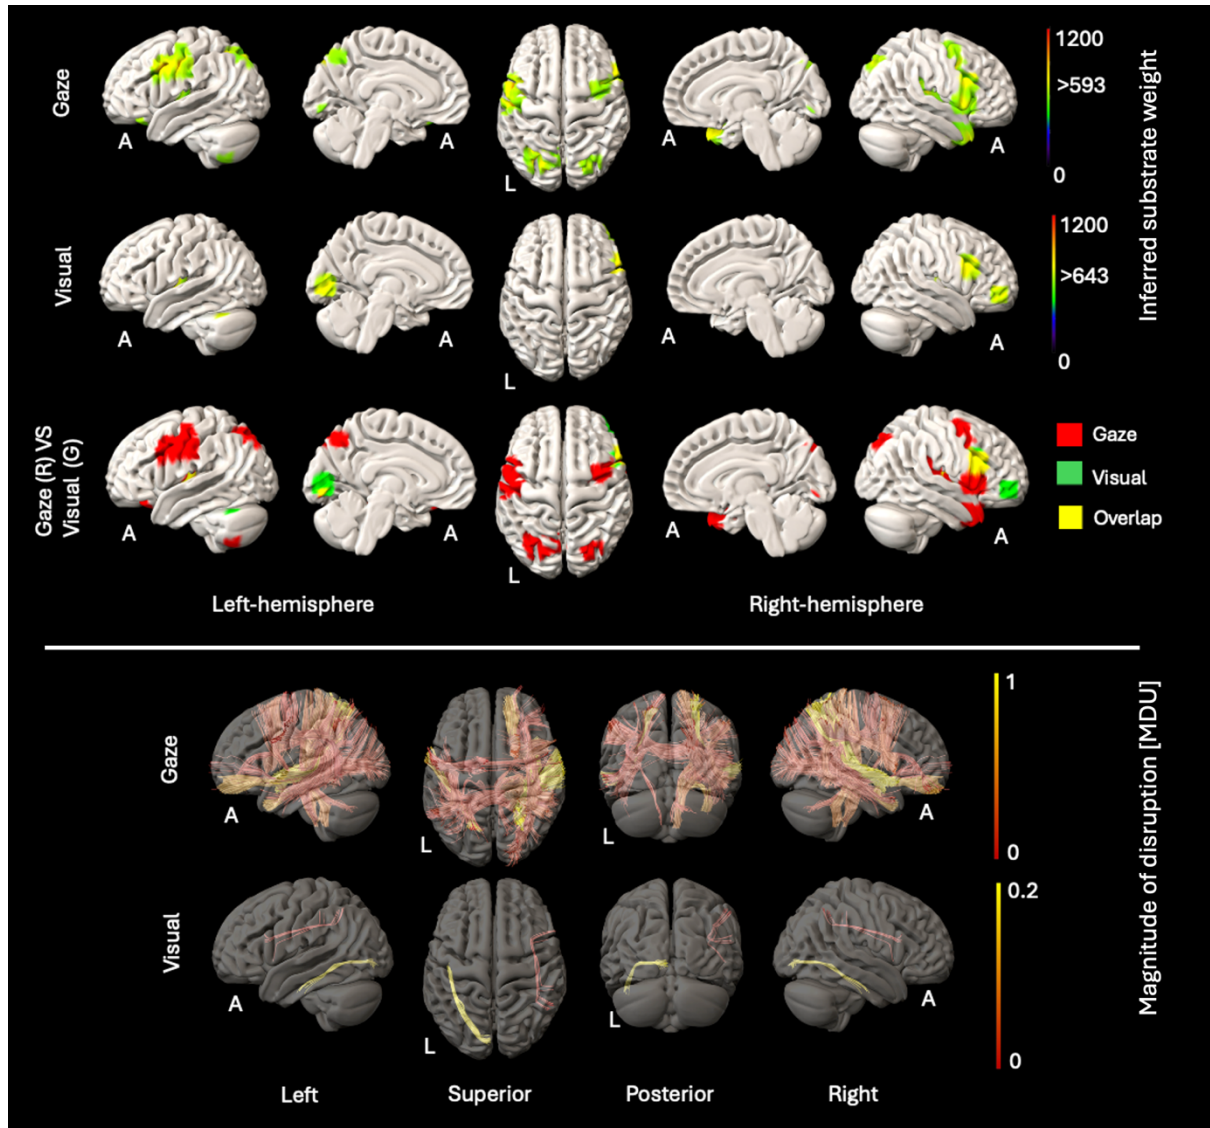 Gaze
A
A
L
A
A
1200
>593
0
Visual
A
A
L
A
A
1200
>643
0
Inferred substrate weight
Gaze (R) VS
Visual (G)
A
A
L
A
A
Gaze
Visual
Overlap
Left-hemisphere
Right-hemisphere
Gaze
A
L
L
A
1
0
Visual
A
L
L
A
0.2
0
Magnitude of disruption [MDU]
Left
Superior
Posterior
Right